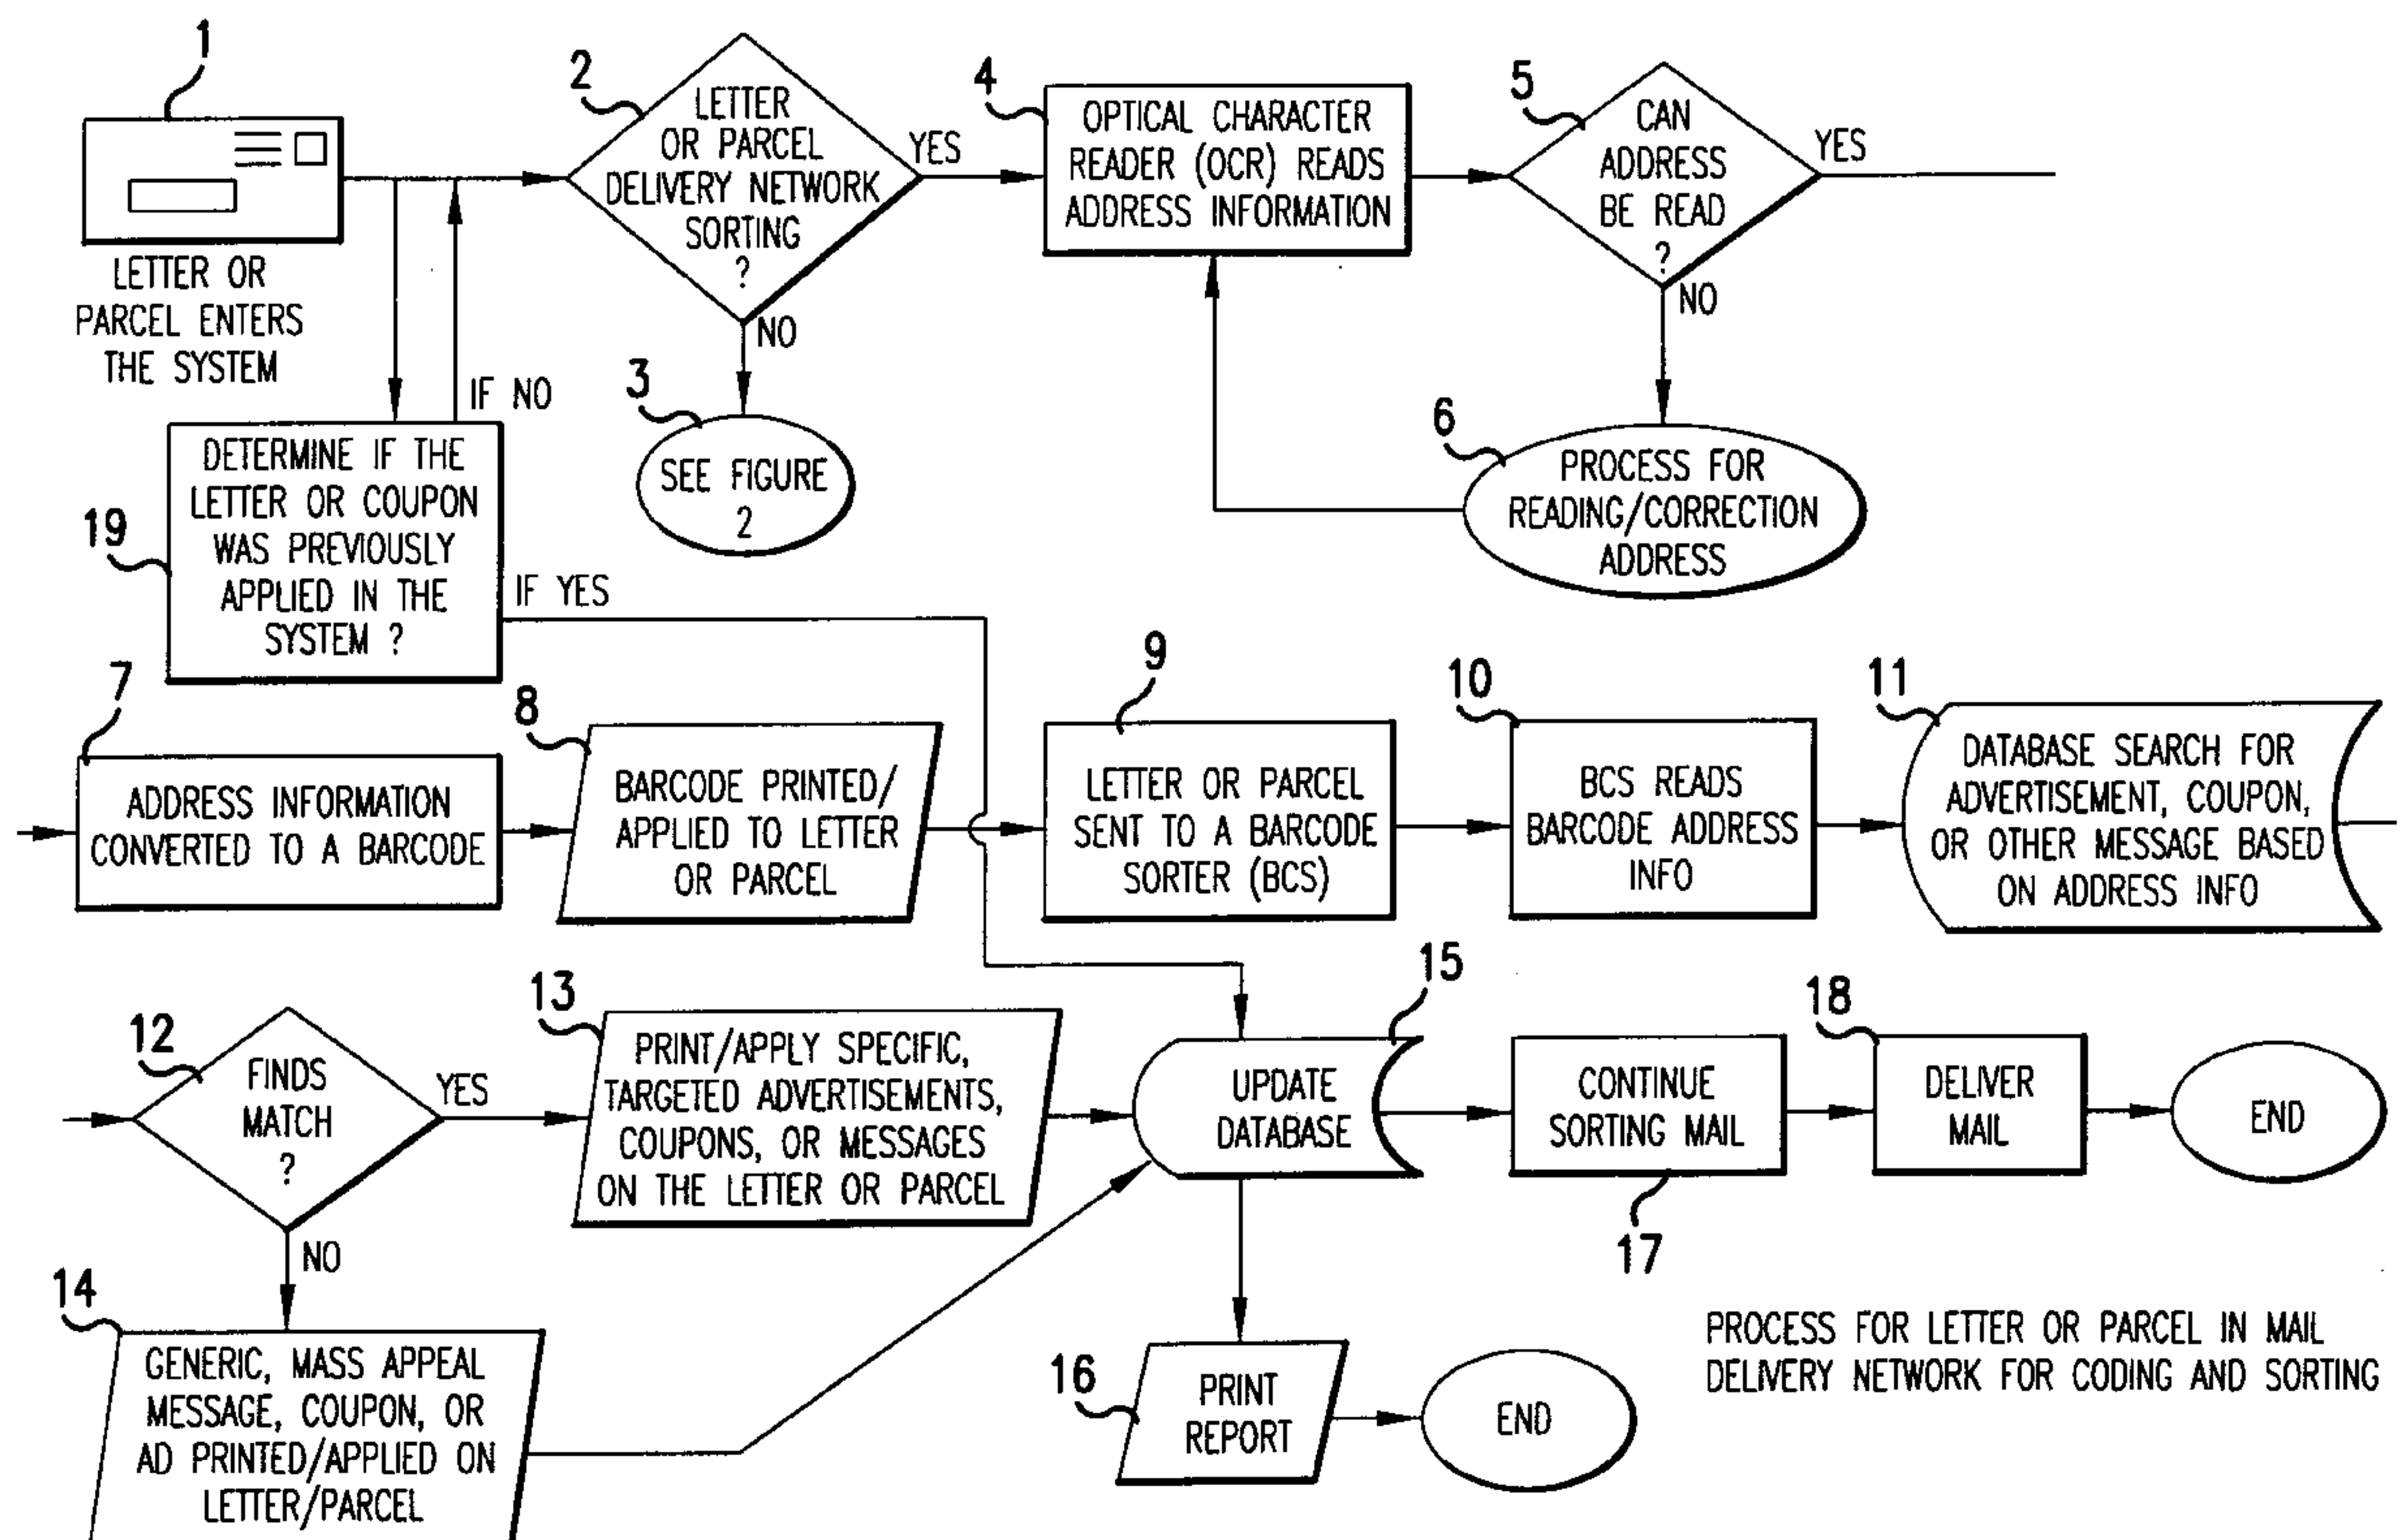 1
LETTER OR
PARCEL ENTERS
THE SYSTEM
2
LETTER
OR PARCEL
DELIVERY NETWORK
SORTING
?
YES
NO
3
SEE FIGURE
2
4
OPTICAL CHARACTER
READER (OCR) READS
ADDRESS INFORMATION
5
CAN
ADDRESS
BE READ
?
YES
NO
6
PROCESS FOR
READING/CORRECTION
ADDRESS
19
DETERMINE IF THE
LETTER OR COUPON
WAS PREVIOUSLY
APPLIED IN THE
SYSTEM ?
IF NO
IF YES
7
ADDRESS INFORMATION
CONVERTED TO A BARCODE
8
BARCODE PRINTED/
APPLIED TO LETTER
OR PARCEL
9
LETTER OR PARCEL
SENT TO A BARCODE
SORTER (BCS)
10
BCS READS
BARCODE ADDRESS
INFO
11
DATABASE SEARCH FOR
ADVERTISEMENT, COUPON,
OR OTHER MESSAGE BASED
ON ADDRESS INFO
12
FINDS
MATCH
?
YES
NO
13
PRINT/APPLY SPECIFIC,
TARGETED ADVERTISEMENTS,
COUPONS, OR MESSAGES
ON THE LETTER OR PARCEL
14
GENERIC, MASS APPEAL
MESSAGE, COUPON, OR
AD PRINTED/APPLIED ON
LETTER/PARCEL
15
UPDATE
DATABASE
16
PRINT
REPORT
END
CONTINUE
SORTING MAIL
17
18
DELIVER
MAIL
END
PROCESS FOR LETTER OR PARCEL IN MAIL
DELIVERY NETWORK FOR CODING AND SORTING